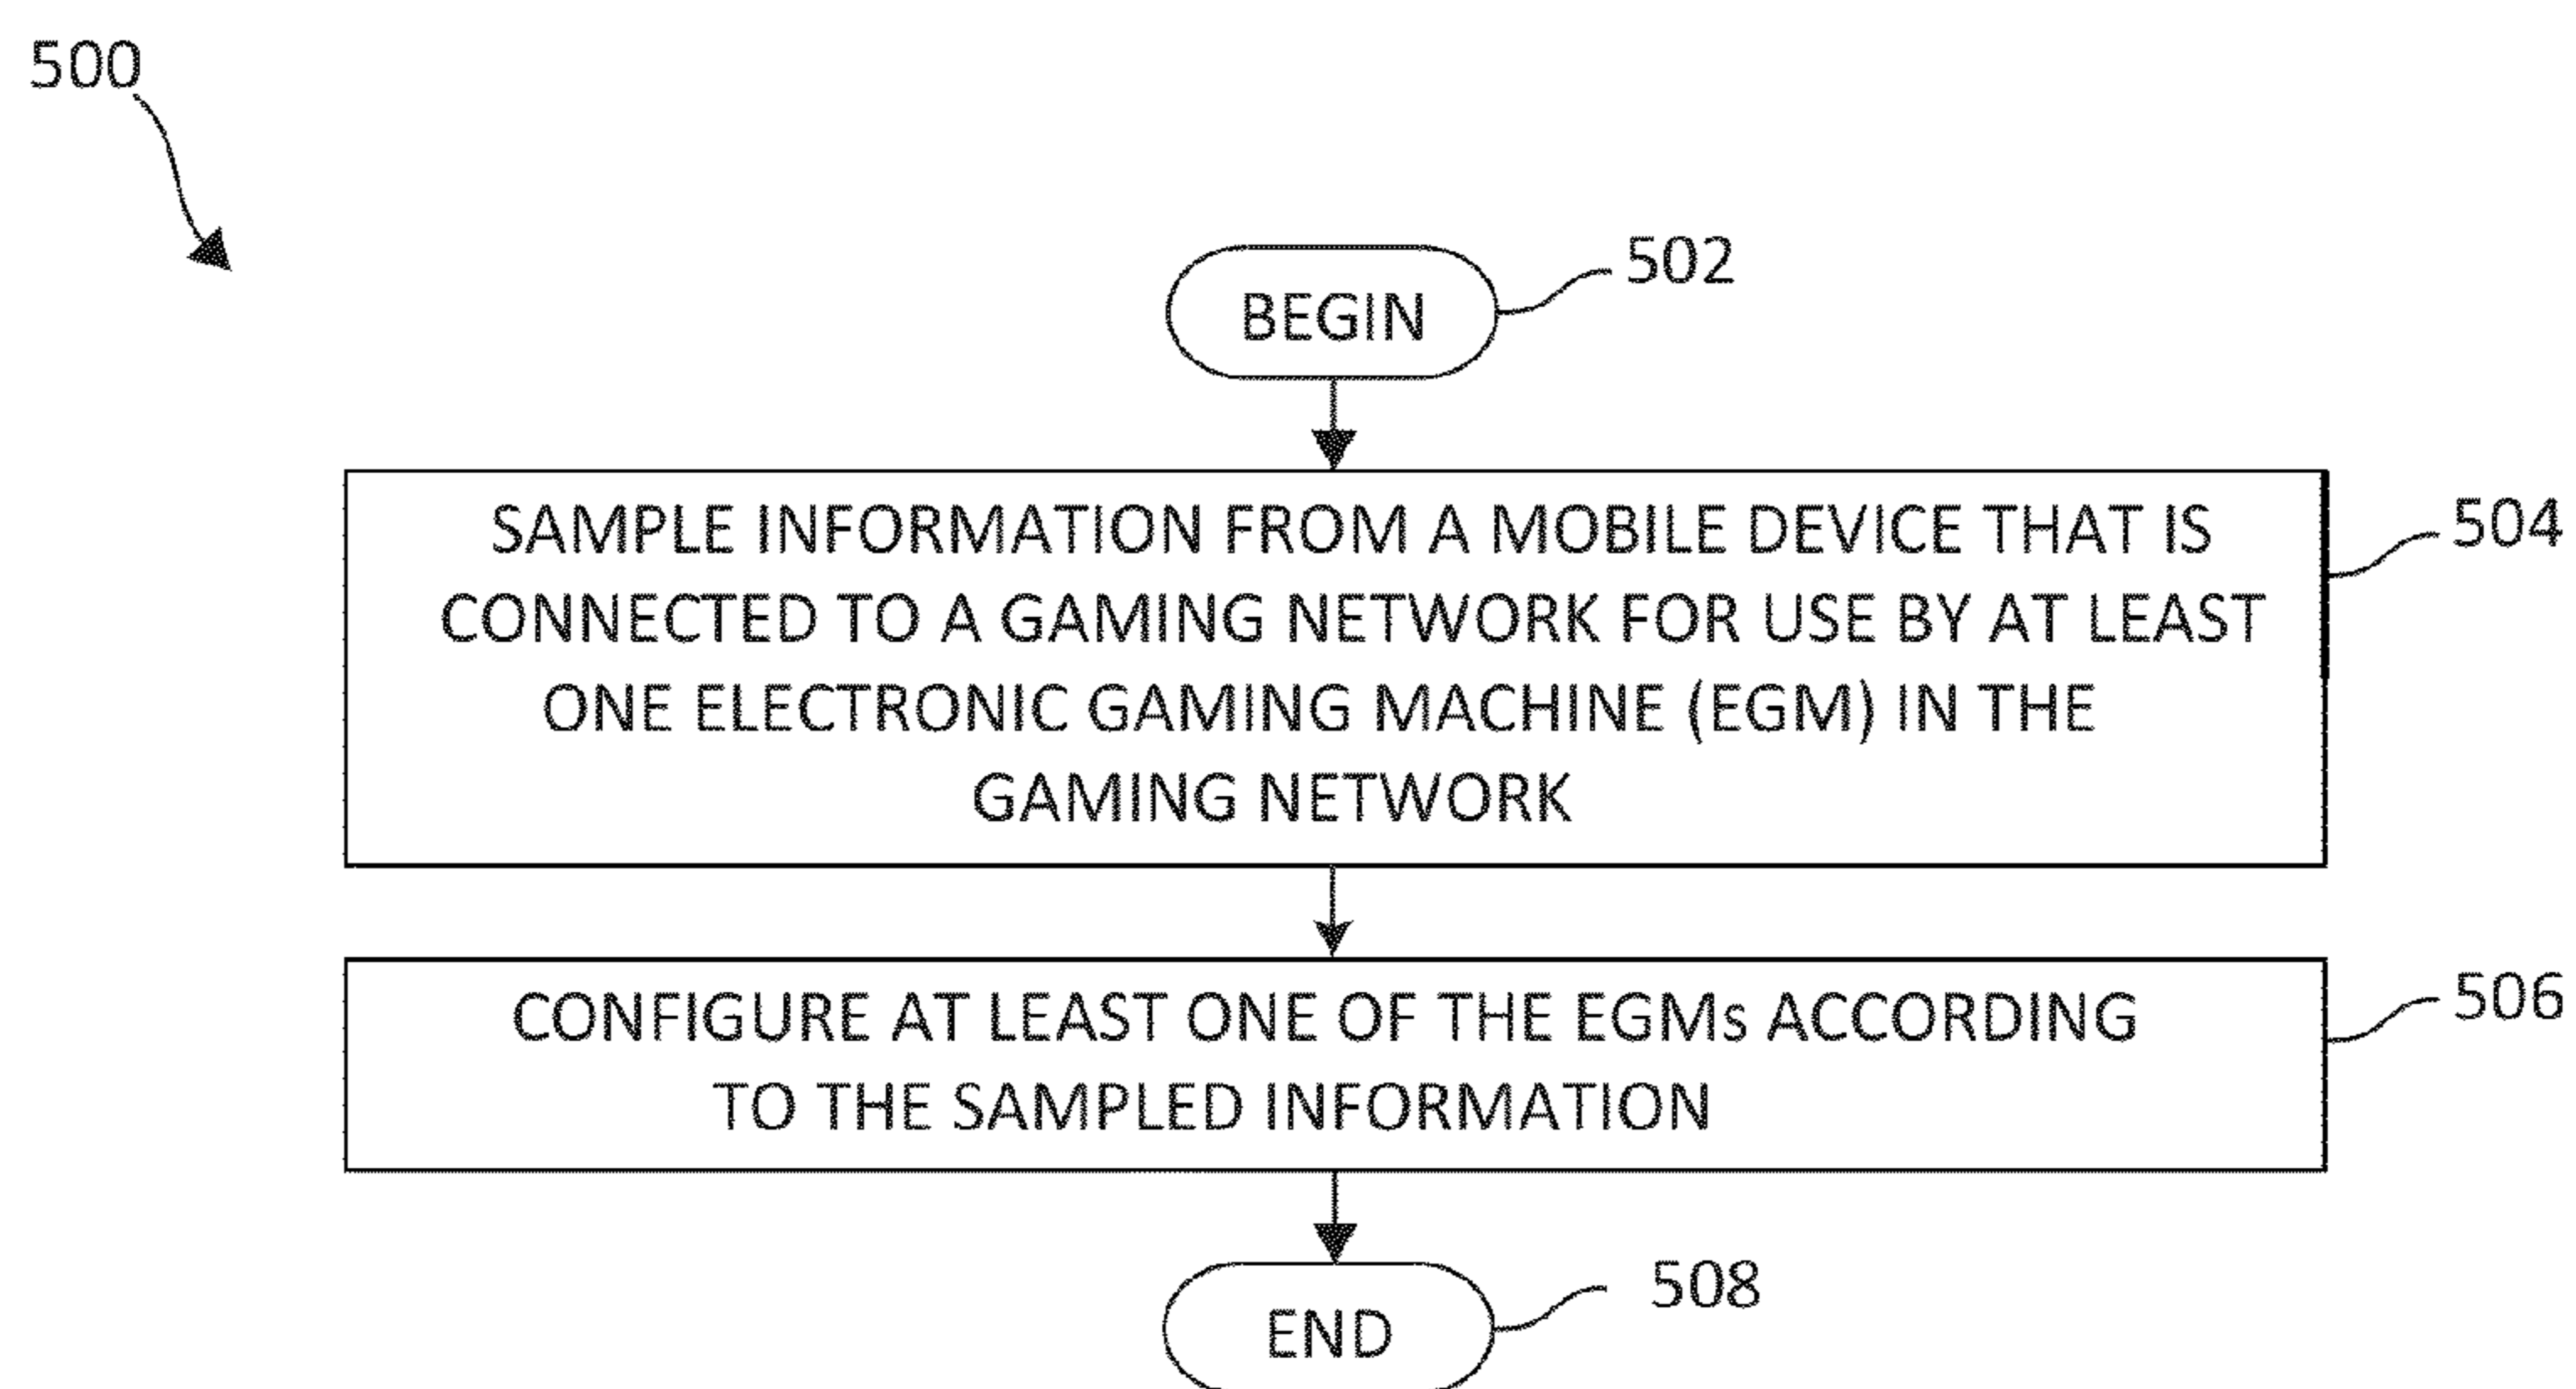 500
502
BEGIN
504
SAMPLE INFORMATION FROM A MOBILE DEVICE THAT IS
CONNECTED TO A GAMING NETWORK FOR USE BY AT LEAST
ONE ELECTRONIC GAMING MACHINE (EGM) IN THE
GAMING NETWORK
506
CONFIGURE AT LEAST ONE OF THE EGMs ACCORDING
TO THE SAMPLED INFORMATION
508
END